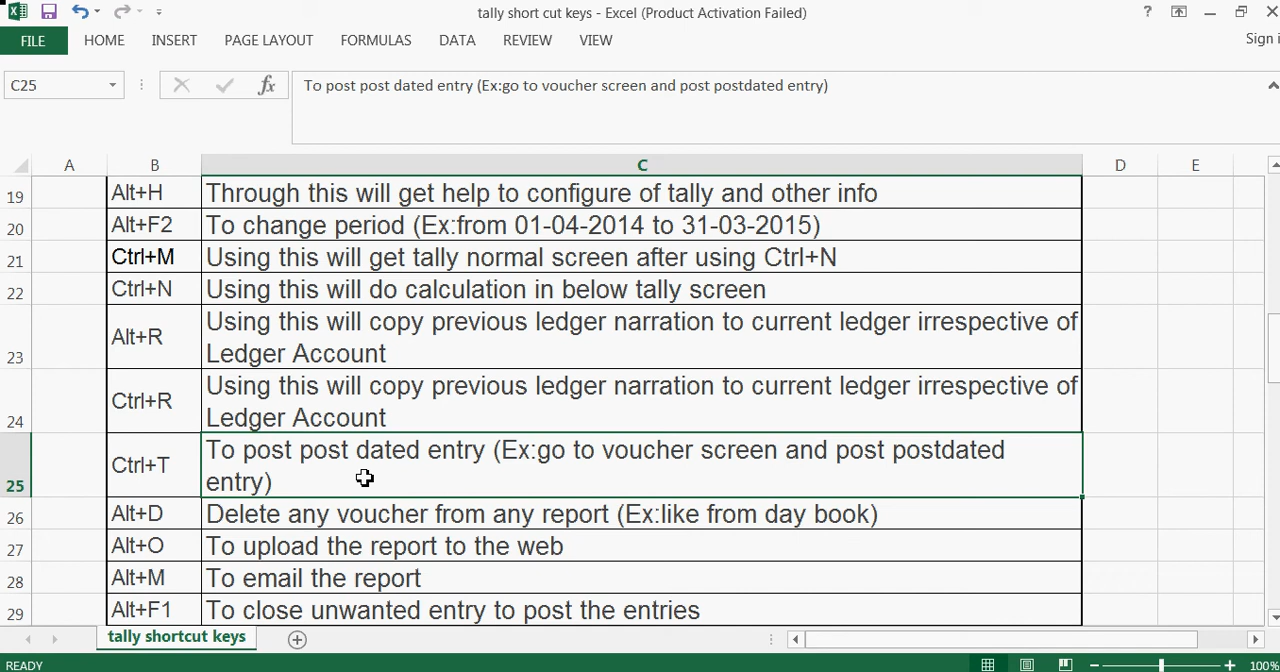 tally short cut keys - Excel (Product Activation Failed)
FILE HOME INSERT PAGE LAYOUT FORMULAS DATA REVIEW VIEW Sign i
C25 fx To post post dated entry (Ex:go to voucher screen and post postdated entry)
A B C D E
19 Alt+H Through this will get help to configure of tally and other info
20 Alt+F2 To change period (Ex:from 01-04-2014 to 31-03-2015)
21 Ctrl+M Using this will get tally normal screen after using Ctrl+N
22 Ctrl+N Using this will do calculation in below tally screen
23 Alt+R Using this will copy previous ledger narration to current ledger irrespective of
Ledger Account
24 Ctrl+R Using this will copy previous ledger narration to current ledger irrespective of
Ledger Account
25 Ctrl+T To post post dated entry (Ex:go to voucher screen and post postdated
entry)
26 Alt+D Delete any voucher from any report (Ex:like from day book)
27 Alt+O To upload the report to the web
28 Alt+M To email the report
29 Alt+F1 To close unwanted entry to post the entries
tally shortcut keys
READY 100%